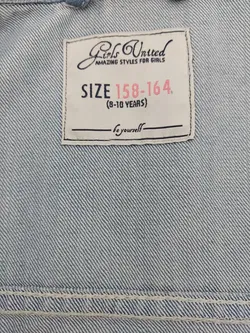 Girls United
AMAZING STYLES FOR GIRLS
SIZE 158-164.
(8-10 YEARS)
be yourself